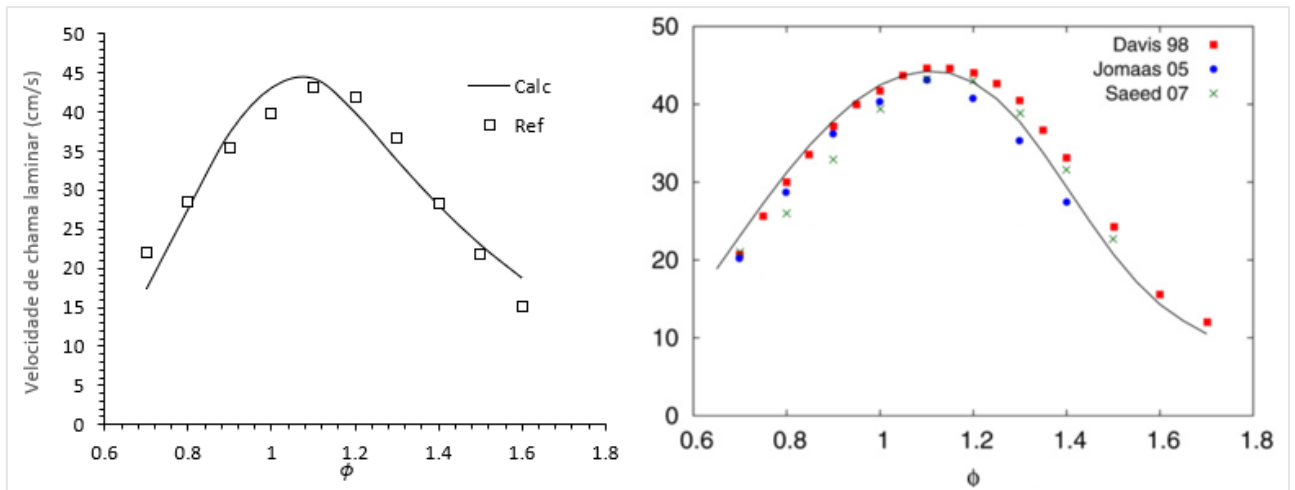 Velocidade de chama laminar (cm/s)
50
45
40
35
30
25
20
15
10
5
0
Calc
Ref
0.6 0.8 1 1.2 1.4 1.6 1.8
ϕ
50
40
30
20
10
0
Davis 98
Jomaas 05
Saeed 07
0.6 0.8 1 1.2 1.4 1.6 1.8
ϕ